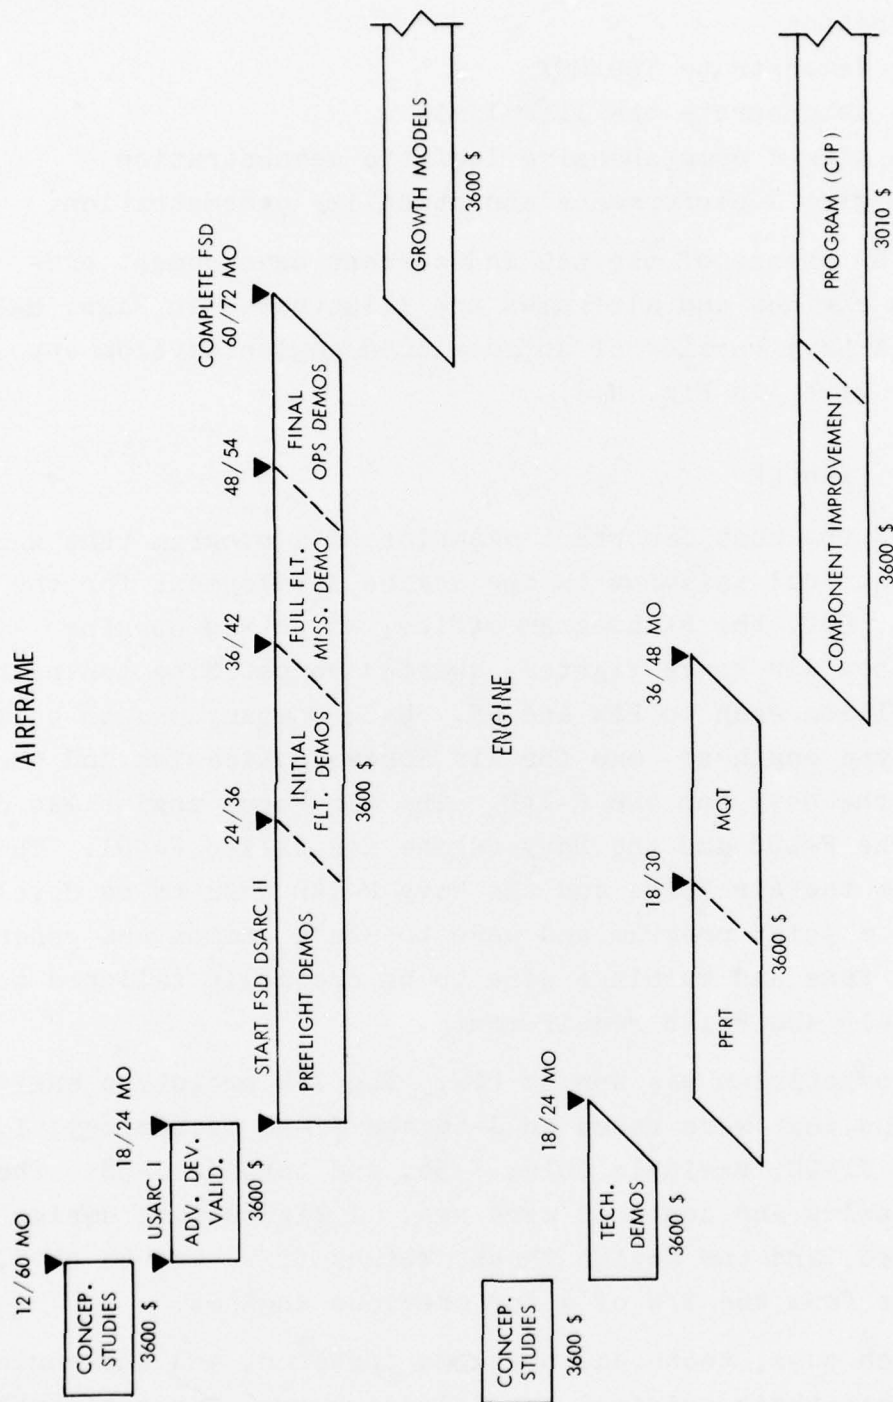 AIRFRAME
12/60 MO
CONCEP.
STUDIES
3600 $
USARC
18/24 MO
ADV. DEV.
VALID.
3600 $
START FSD DSARC II
24/36
36/42
48/54
COMPLETE FSD
60/72 MO
PREFLIGHT DEMOS
INITIAL
FLT. DEMOS
FULL FLT.
MISS. DEMO
FINAL
OPS DEMOS
3600 $
GROWTH MODELS
3600 $
ENGINE
CONCEP.
STUDIES
3600 $
18/24 MO
TECH.
DEMOS
3600 $
18/30
36/48 MO
PFRT
MQT
3600 $
COMPONENT IMPROVEMENT
PROGRAM (CIP)
3600 $
3010 $